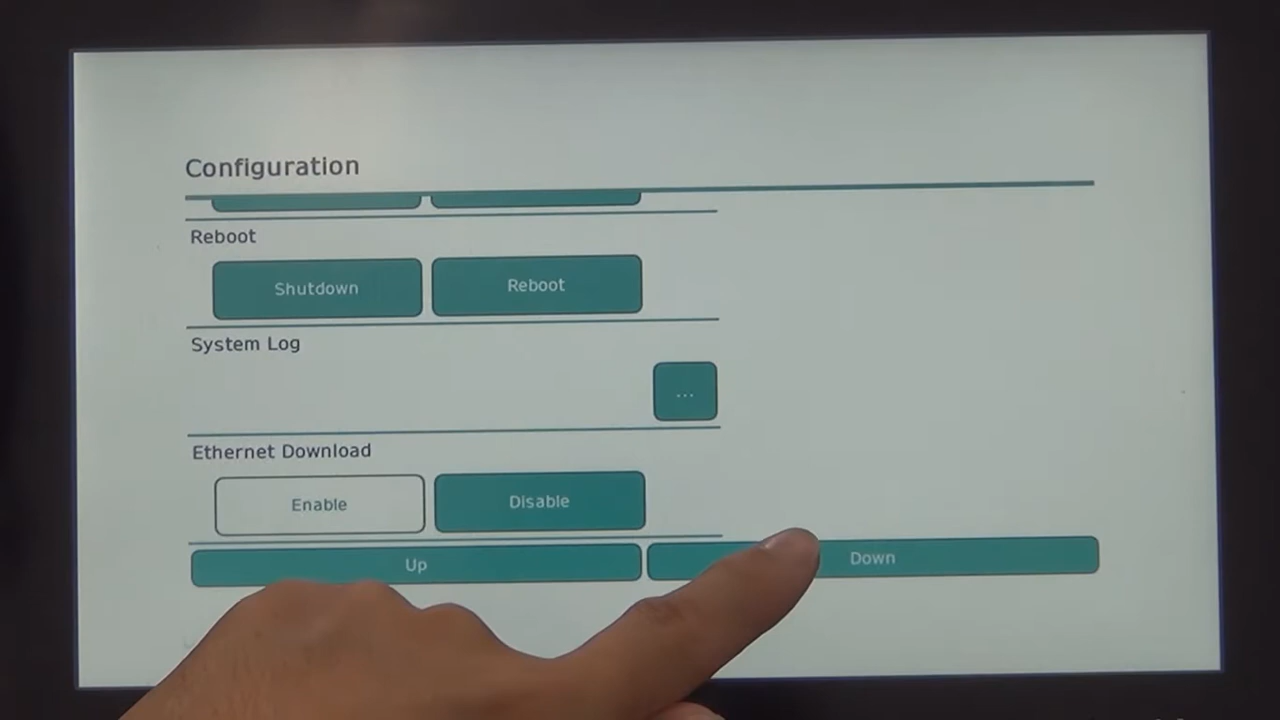 Configuration
Reboot
Shutdown Reboot
System Log
...
Ethernet Download
Enable Disable
Up Down